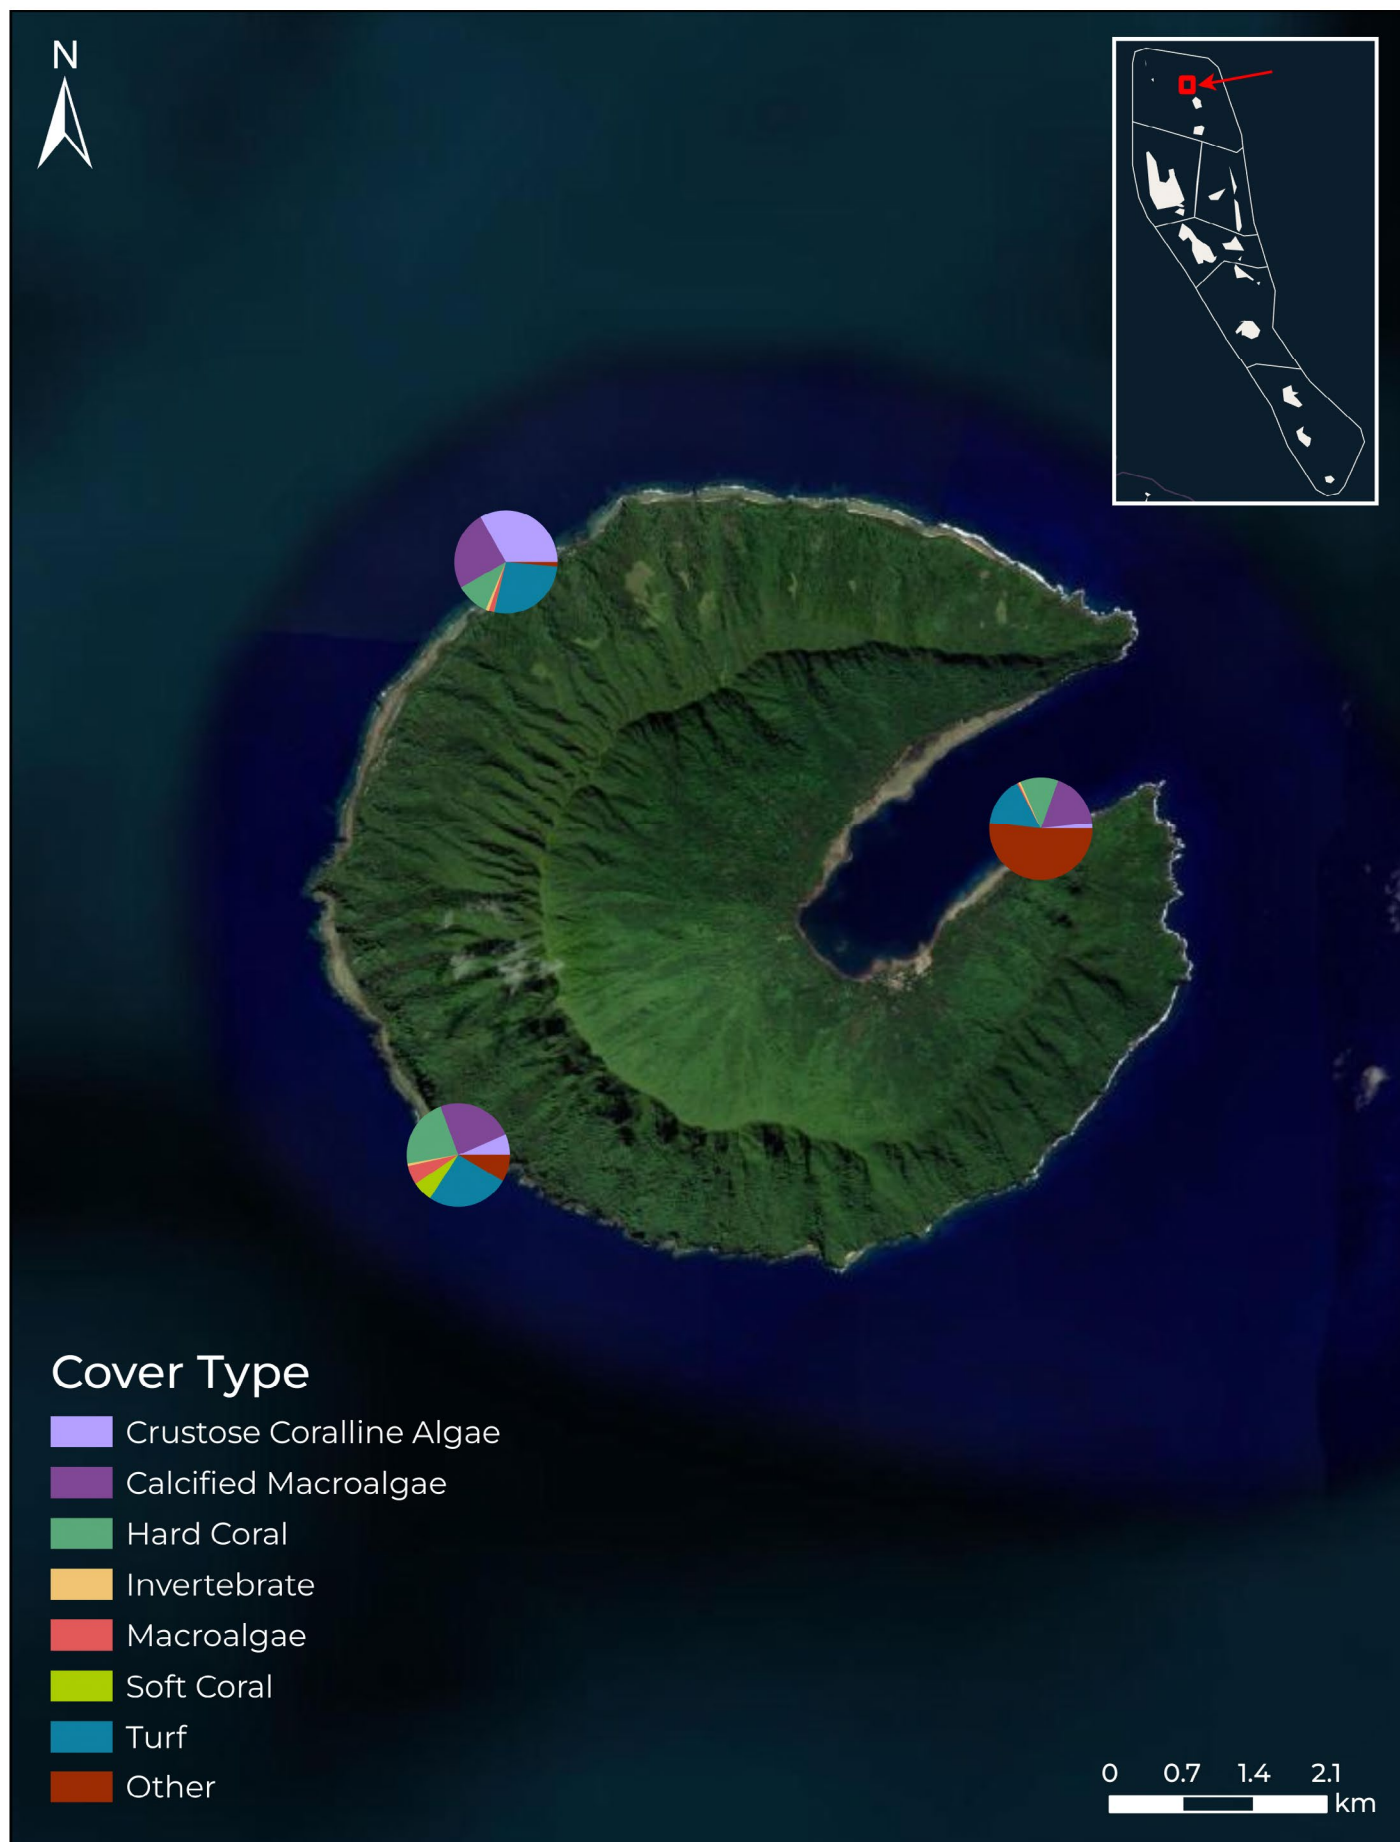 N
Cover Type
Crustose Coralline Algae
Calcified Macroalgae
Hard Coral
Invertebrate
Macroalgae
Soft Coral
Turf
Other
0 0.7 1.4 2.1
km